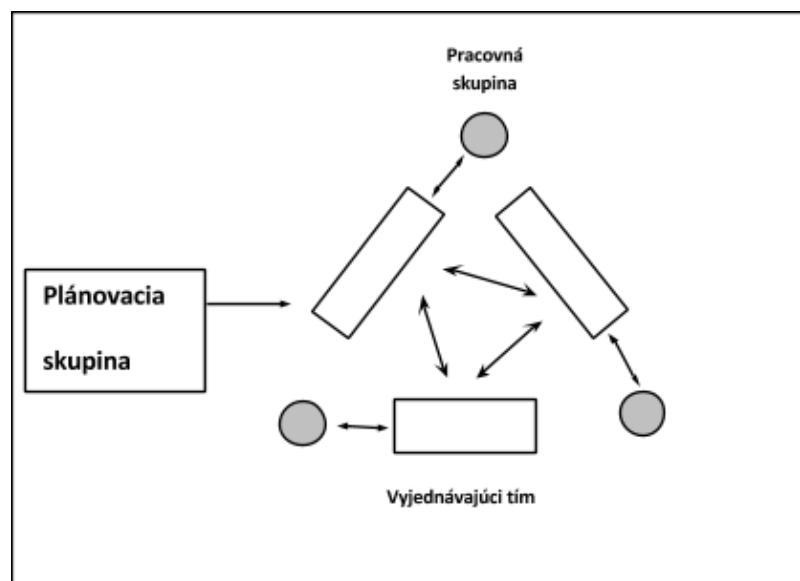 Pracovná
skupina
Plánovacia
skupina
Vyjednávajúci tím